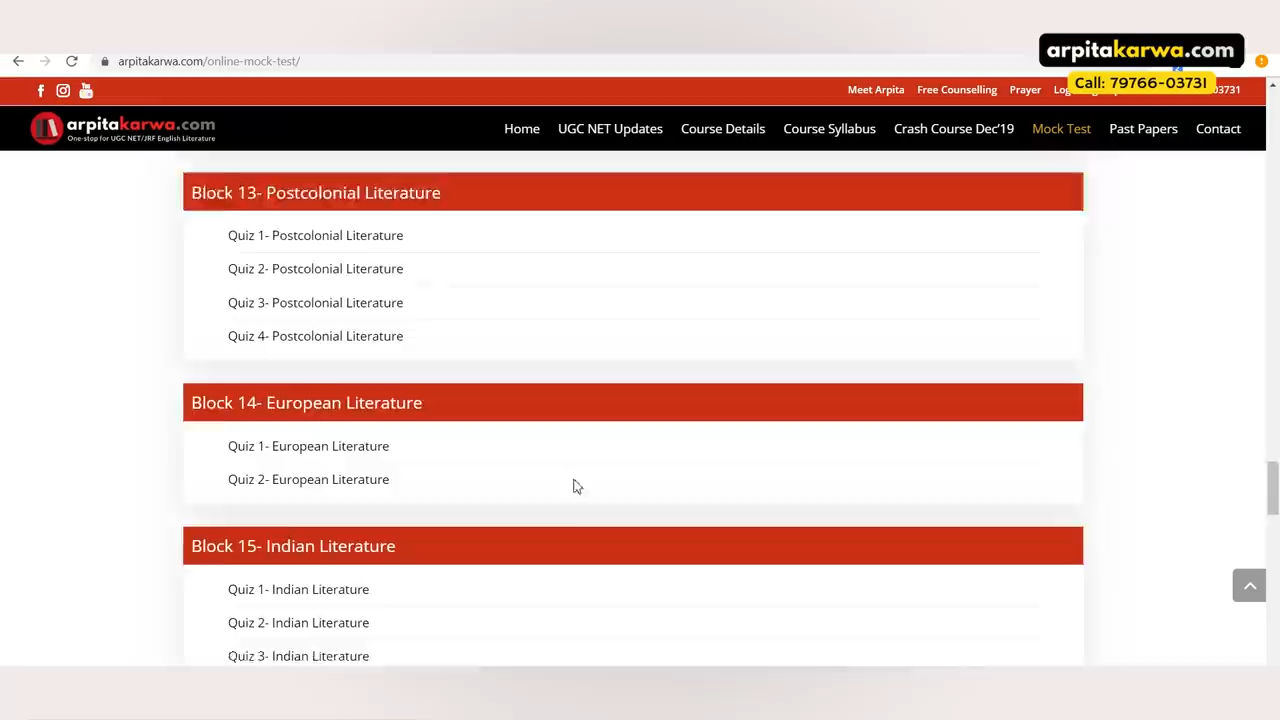 arpitakarwa.com
Call: 79766-03731
arpitakarwa.com/online-mock-test/
Meet Arpita
Free Counselling
Prayer
arpitakarwa.com
One-stop for UGC NET/JRF English Literature
Home
UGC NET Updates
Course Details
Course Syllabus
Crash Course Dec'19
Mock Test
Past Papers
Contact
Block 13- Postcolonial Literature
Quiz 1- Postcolonial Literature
Quiz 2- Postcolonial Literature
Quiz 3- Postcolonial Literature
Quiz 4- Postcolonial Literature
Block 14- European Literature
Quiz 1- European Literature
Quiz 2- European Literature
Block 15- Indian Literature
Quiz 1- Indian Literature
Quiz 2- Indian Literature
Quiz 3- Indian Literature